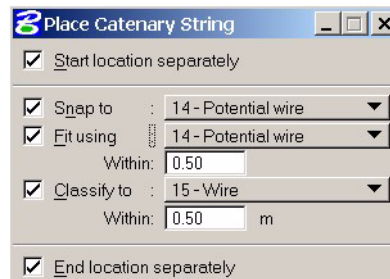 Place Catenary String
Start location separately
Snap to : 14 - Potential wire
Fit using 14 - Potential wire
Within: 0.50
Classify to : 15 - Wire
Within: 0.50 m
End location separately